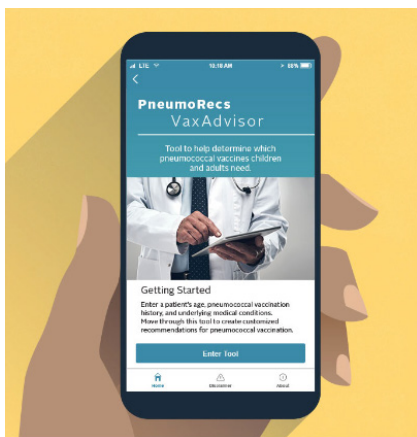 LTE
10:10 AM
88%
PneumoRecs
VaxAdvisor
Tool to help determine which
pneumococcal vaccines children
and adults need.
Getting Started
Enter a patient's age, pneumococcal vaccination
history, and underlying medical conditions.
Move through this tool to create customized
recommendations for pneumococcal vaccination.
Enter Tool
Home
Disclaimer
About